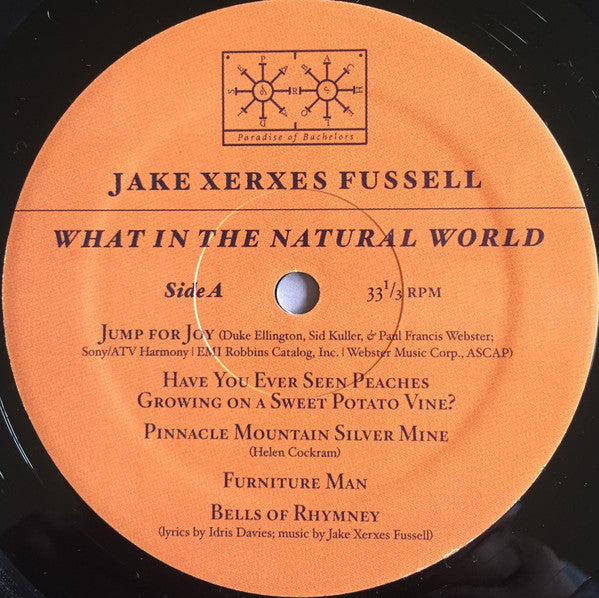 Paradise of Bachelors
JAKE XERXES FUSSELL
WHAT IN THE NATURAL WORLD
Side A 33 1/3 RPM
JUMP FOR JOY (Duke Ellington, Sid Kuller, & Paul Francis Webster;
Sony/ATV Harmony | EMI Robbins Catalog, Inc. | Webster Music Corp., ASCAP)
HAVE YOU EVER SEEN PEACHES
GROWING ON A SWEET POTATO VINE?
PINNACLE MOUNTAIN SILVER MINE
(Helen Cockram)
FURNITURE MAN
BELLS OF RHYMNEY
(lyrics by Idris Davies; music by Jake Xerxes Fussell)